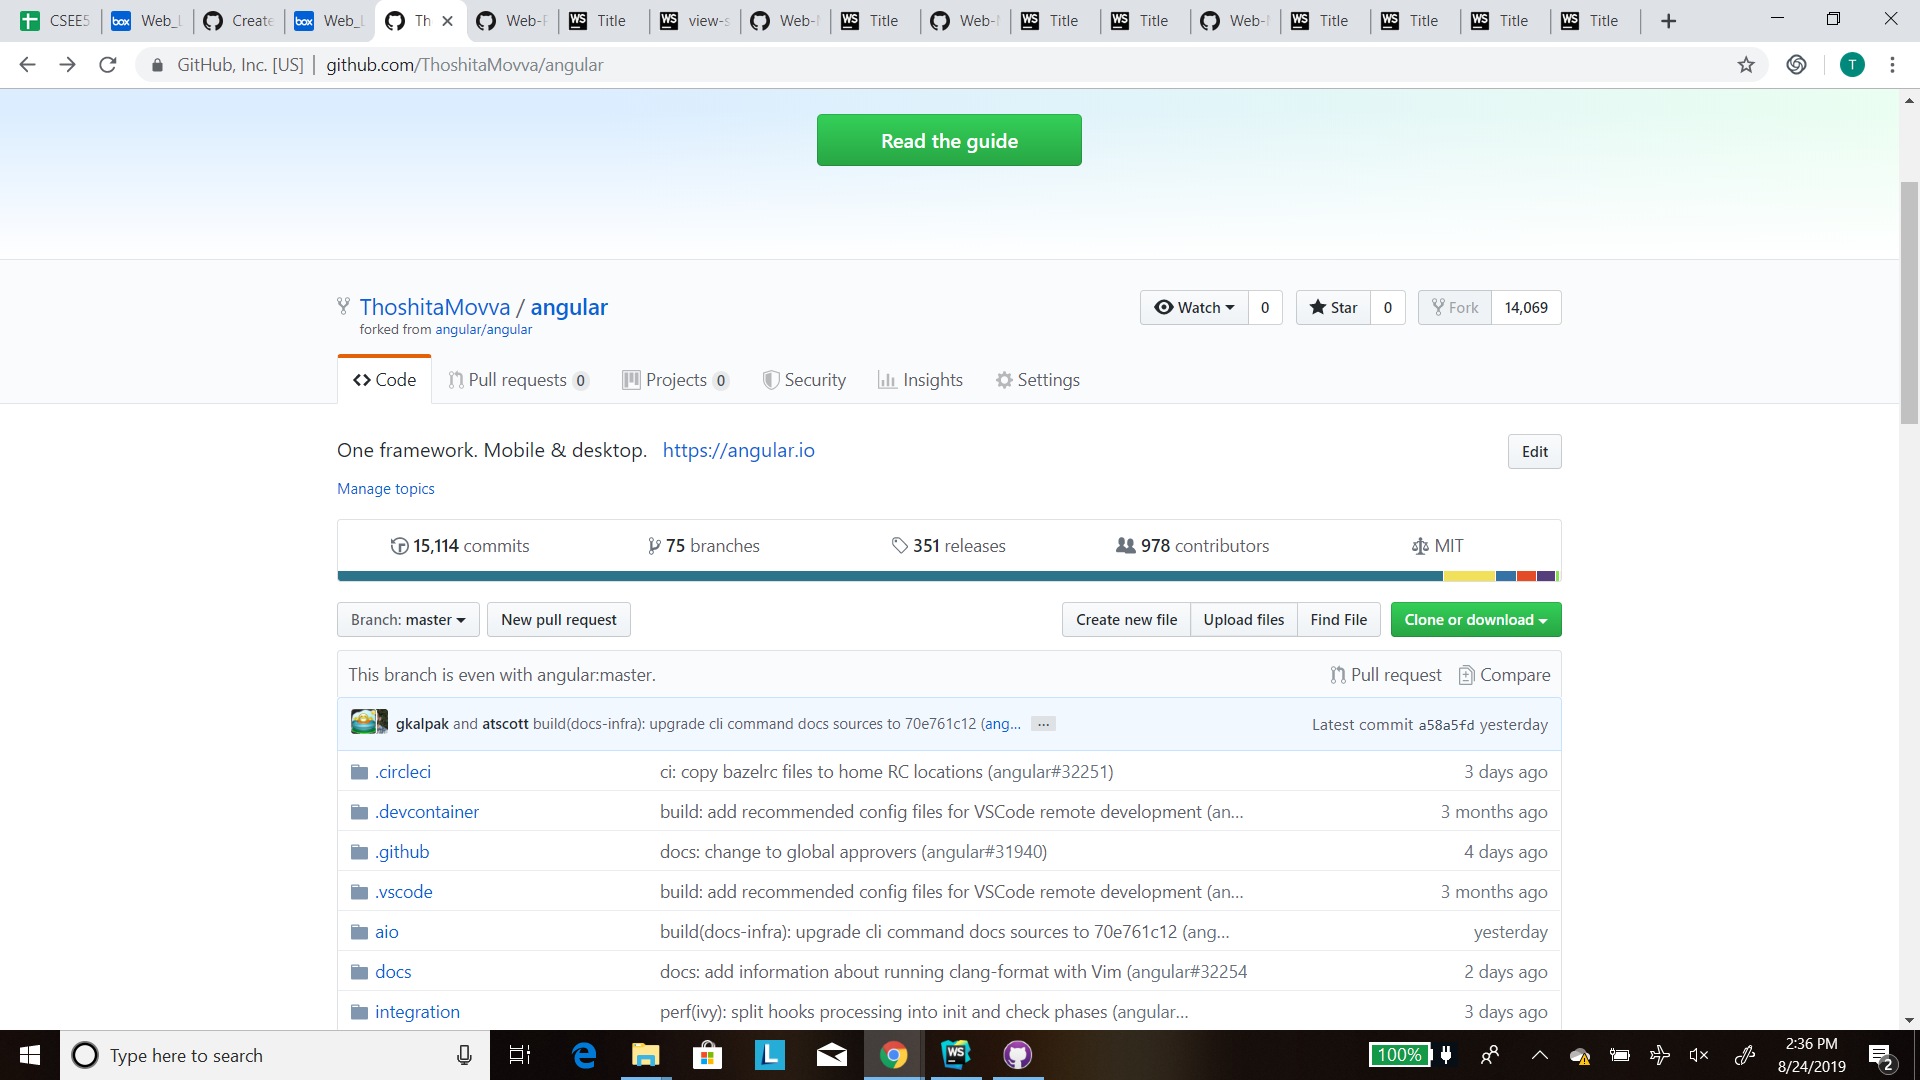 CSEE5 Web_L Create Web_L Th Web-P Title view-s Web-N Title Web-N Title Title Web-N Title Title Title Title
GitHub, Inc. [US] | github.com/ThoshitaMovva/angular T
Read the guide
ThoshitaMovva / angular
Watch 0 Star 0 Fork 14,069
forked from angular/angular
Code Pull requests 0 Projects 0 Security Insights Settings
One framework. Mobile & desktop. https://angular.io Edit
Manage topics
15,114 commits 75 branches 351 releases 978 contributors MIT
Branch: master New pull request Create new file Upload files Find File Clone or download
This branch is even with angular:master. Pull request Compare
gkalpak and atscott build(docs-infra): upgrade cli command docs sources to 70e761c12 (ang… … Latest commit a58a5fd yesterday
.circleci ci: copy bazelrc files to home RC locations (angular#32251) 3 days ago
.devcontainer build: add recommended config files for VSCode remote development (an… 3 months ago
.github docs: change to global approvers (angular#31940) 4 days ago
.vscode build: add recommended config files for VSCode remote development (an… 3 months ago
aio build(docs-infra): upgrade cli command docs sources to 70e761c12 (ang… yesterday
docs docs: add information about running clang-format with Vim (angular#32254 2 days ago
integration perf(ivy): split hooks processing into init and check phases (angular… 3 days ago
Type here to search 100% 2:36 PM
8/24/2019 2